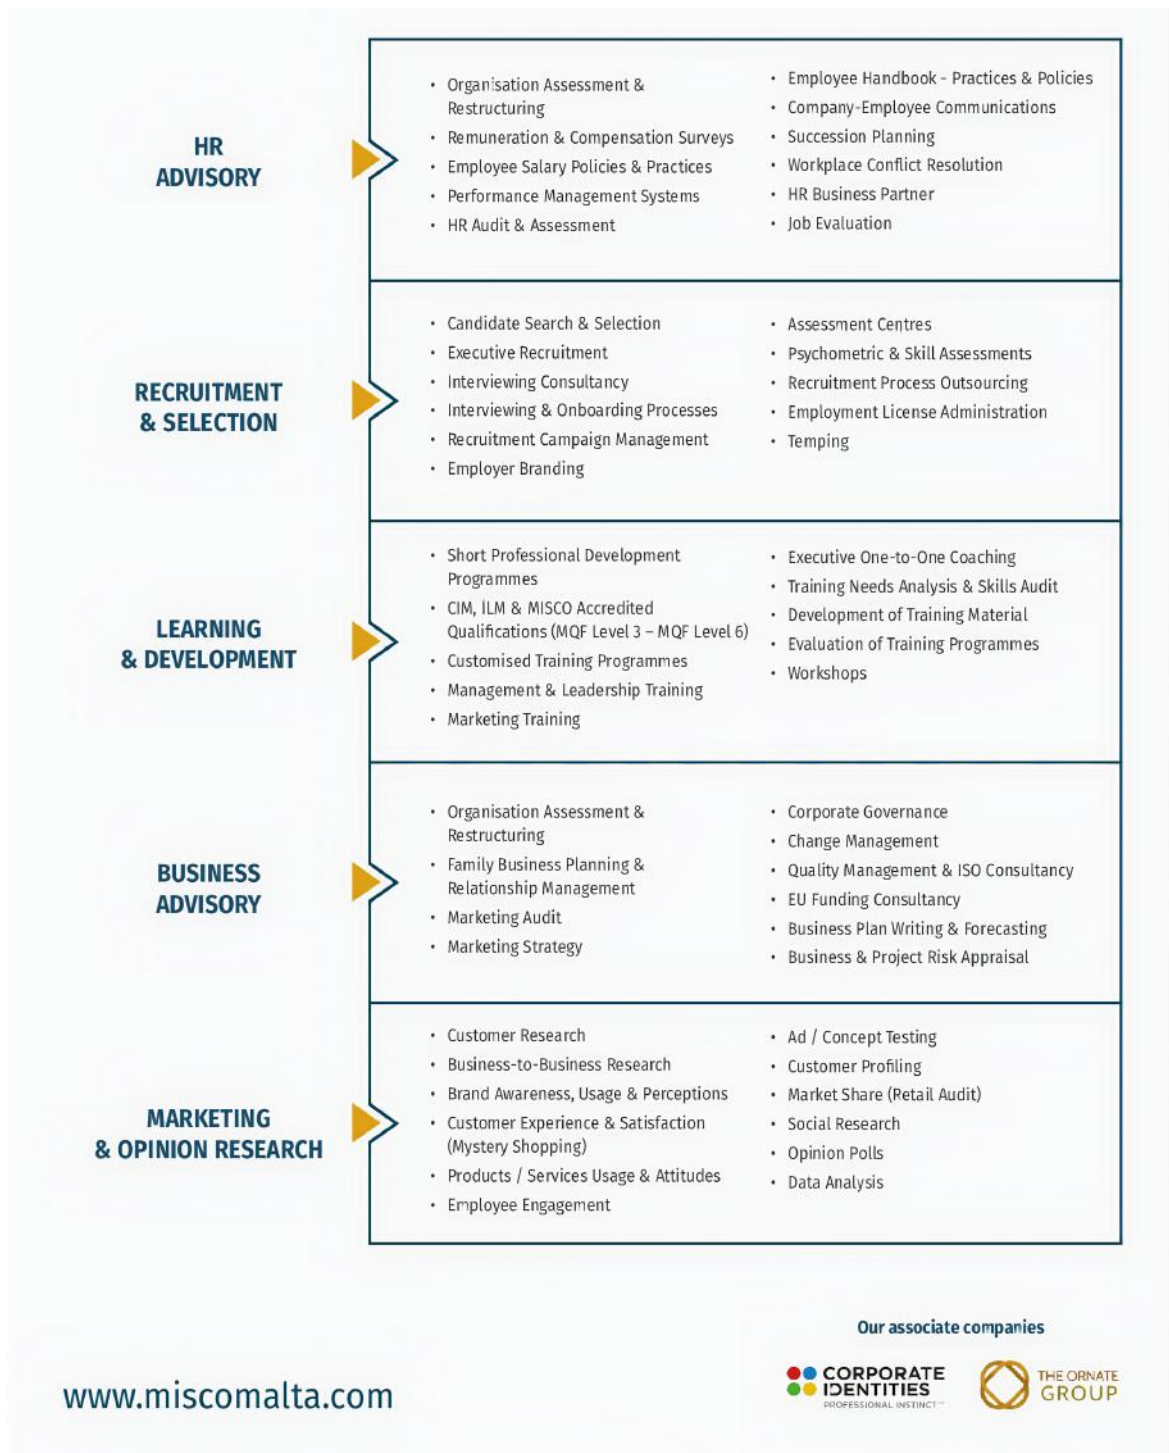 HR
ADVISORY
• Organisation Assessment &
Restructuring
• Remuneration & Compensation Surveys
• Employee Salary Policies & Practices
• Performance Management Systems
• HR Audit & Assessment
• Employee Handbook - Practices & Policies
• Company-Employee Communications
• Succession Planning
• Workplace Conflict Resolution
• HR Business Partner
• Job Evaluation
RECRUITMENT
& SELECTION
• Candidate Search & Selection
• Executive Recruitment
• Interviewing Consultancy
• Interviewing & Onboarding Processes
• Recruitment Campaign Management
• Employer Branding
• Assessment Centres
• Psychometric & Skill Assessments
• Recruitment Process Outsourcing
• Employment License Administration
• Temping
LEARNING
& DEVELOPMENT
• Short Professional Development
Programmes
• CIM, ILM & MISCO Accredited
Qualifications (MQF Level 3 – MQF Level 6)
• Customised Training Programmes
• Management & Leadership Training
• Marketing Training
• Executive One-to-One Coaching
• Training Needs Analysis & Skills Audit
• Development of Training Material
• Evaluation of Training Programmes
• Workshops
BUSINESS
ADVISORY
• Organisation Assessment &
Restructuring
• Family Business Planning &
Relationship Management
• Marketing Audit
• Marketing Strategy
• Corporate Governance
• Change Management
• Quality Management & ISO Consultancy
• EU Funding Consultancy
• Business Plan Writing & Forecasting
• Business & Project Risk Appraisal
MARKETING
& OPINION RESEARCH
• Customer Research
• Business-to-Business Research
• Brand Awareness, Usage & Perceptions
• Customer Experience & Satisfaction
(Mystery Shopping)
• Products / Services Usage & Attitudes
• Employee Engagement
• Ad / Concept Testing
• Customer Profiling
• Market Share (Retail Audit)
• Social Research
• Opinion Polls
• Data Analysis
Our associate companies
www.miscomalta.com
CORPORATE
IDENTITIES
PROFESSIONAL INSTINCT™
THE ORNATE
GROUP